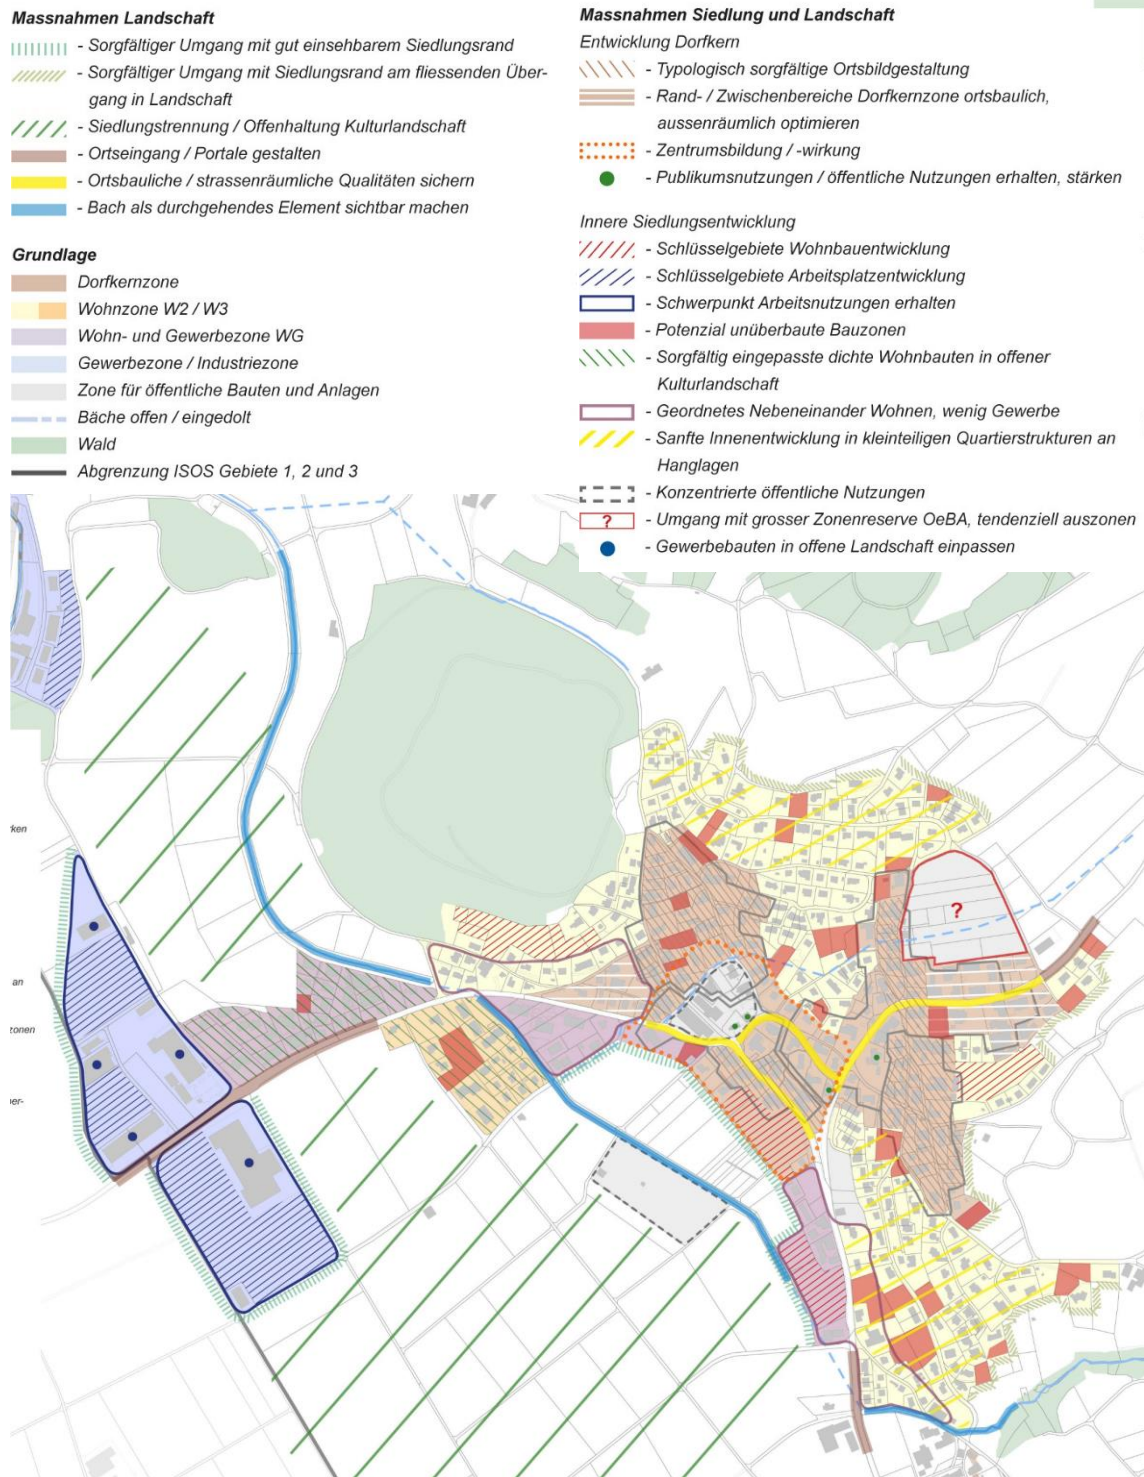 Massnahmen Landschaft
- Sorgfältiger Umgang mit gut einsehbarem Siedlungsrand
- Sorgfältiger Umgang mit Siedlungsrand am fliessenden Über-
gang in Landschaft
- Siedlungstrennung / Offenhaltung Kulturlandschaft
- Ortseingang / Portale gestalten
- Ortsbauliche / strassenräumliche Qualitäten sichern
- Bach als durchgehendes Element sichtbar machen
Grundlage
Dorfkernzone
Wohnzone W2 / W3
Wohn- und Gewerbezone WG
Gewerbezone / Industriezone
Zone für öffentliche Bauten und Anlagen
Bäche offen / eingedolt
Wald
Abgrenzung ISOS Gebiete 1, 2 und 3
Massnahmen Siedlung und Landschaft
Entwicklung Dorfkern
- Typologisch sorgfältige Ortsbildgestaltung
- Rand- / Zwischenbereiche Dorfkernzone ortsbaulich,
aussenräumlich optimieren
- Zentrumsbildung / -wirkung
- Publikumsnutzungen / öffentliche Nutzungen erhalten, stärken
Innere Siedlungsentwicklung
- Schlüsselgebiete Wohnbauentwicklung
- Schlüsselgebiete Arbeitsplatzentwicklung
- Schwerpunkt Arbeitsnutzungen erhalten
- Potenzial unüberbaute Bauzonen
- Sorgfältig eingepasste dichte Wohnbauten in offener
Kulturlandschaft
- Geordnetes Nebeneinander Wohnen, wenig Gewerbe
- Sanfte Innenentwicklung in kleinteiligen Quartierstrukturen an
Hanglagen
- Konzentrierte öffentliche Nutzungen
? - Umgang mit grosser Zonenreserve OeBA, tendenziell auszonen
- Gewerbebauten in offene Landschaft einpassen
rken
?
an
zonen
er-